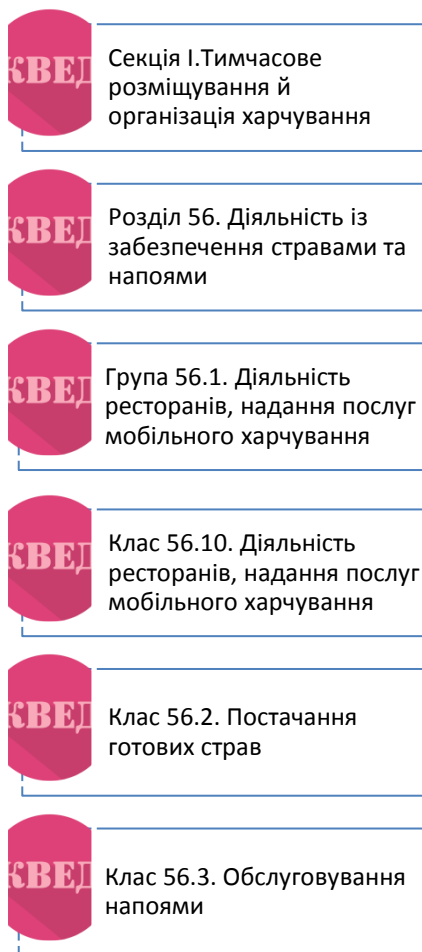 КВЕД
Секція І.Тимчасове
розміщування й
організація харчування
КВЕД
Розділ 56. Діяльність із
забезпечення стравами та
напоями
КВЕД
Група 56.1. Діяльність
ресторанів, надання послуг
мобільного харчування
КВЕД
Клас 56.10. Діяльність
ресторанів, надання послуг
мобільного харчування
КВЕД
Клас 56.2. Постачання
готових страв
КВЕД
Клас 56.3. Обслуговування
напоями